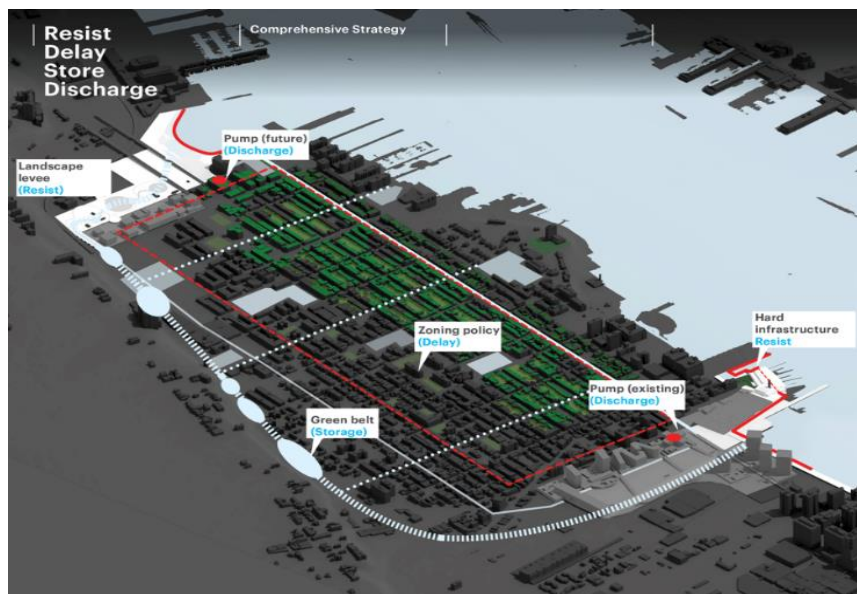 Resist
Delay
Store
Discharge
Comprehensive Strategy
Pump (future)
(Discharge)
Landscape
levee
(Resist)
Hard
infrastructure
Resist
Zoning policy
(Delay)
Pump (existing)
(Discharge)
Green belt
(Storage)